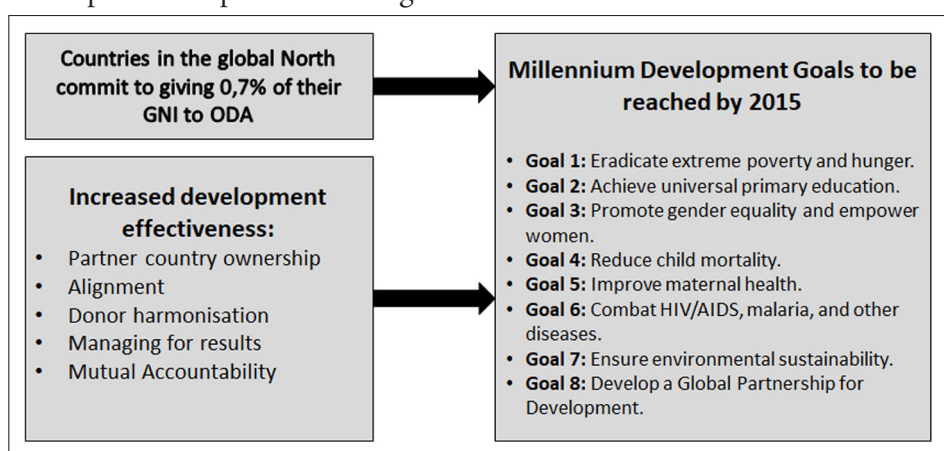 Countries in the global North
commit to giving 0,7% of their
GNI to ODA
Increased development
effectiveness:
• Partner country ownership
• Alignment
• Donor harmonisation
• Managing for results
• Mutual Accountability
Millennium Development Goals to be
reached by 2015
• Goal 1: Eradicate extreme poverty and hunger.
• Goal 2: Achieve universal primary education.
• Goal 3: Promote gender equality and empower
women.
• Goal 4: Reduce child mortality.
• Goal 5: Improve maternal health.
• Goal 6: Combat HIV/AIDS, malaria, and other
diseases.
• Goal 7: Ensure environmental sustainability.
• Goal 8: Develop a Global Partnership for
Development.